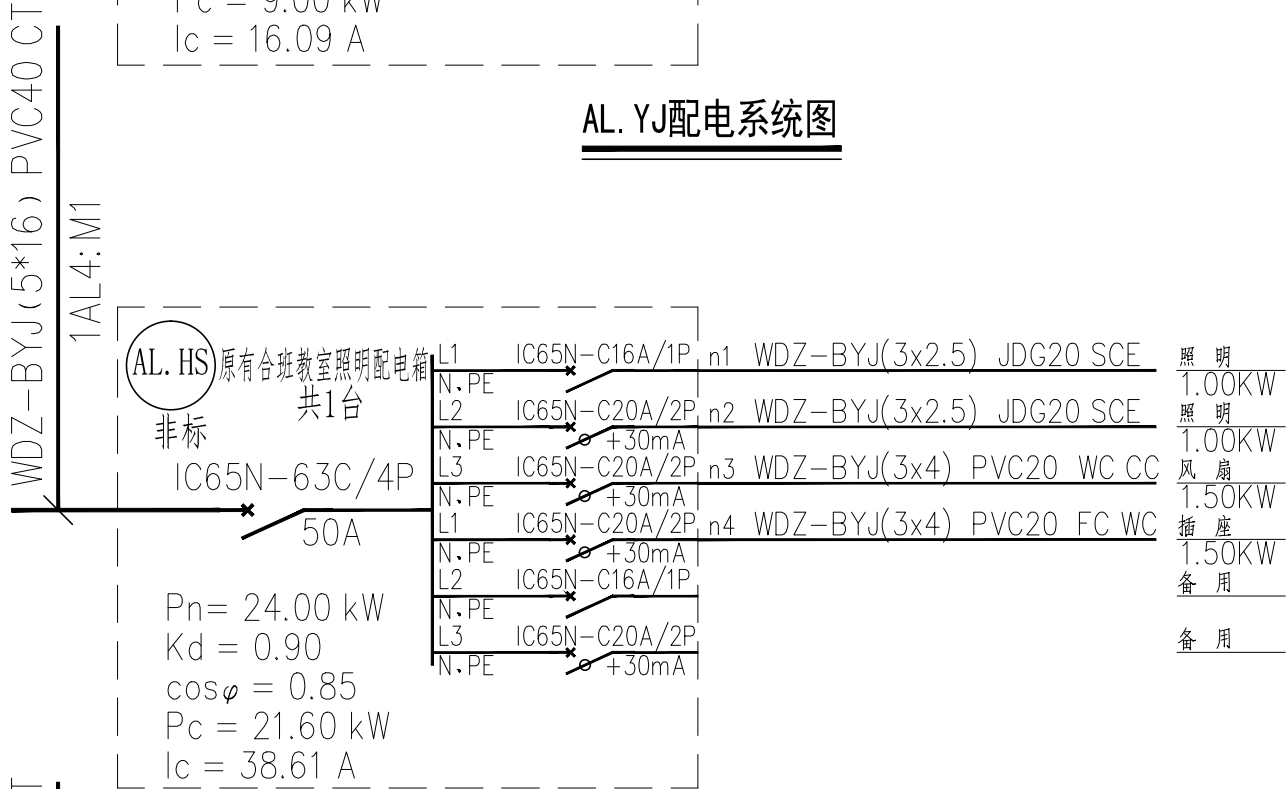 Pc = 9.00 kW
Ic = 16.09 A
AL.YJ配电系统图
WDZ-BYJ(5*16) PVC40 CT
1AL4:M1
AL.HS
原有合班教室照明配电箱
共1台
非标
IC65N-63C/4P
50A
L1 IC65N-C16A/1P n1 WDZ-BYJ(3x2.5) JDG20 SCE 照 明
N、PE 1.00KW
L2 IC65N-C20A/2P n2 WDZ-BYJ(3x2.5) JDG20 SCE 照 明
N、PE +30mA 1.00KW
L3 IC65N-C20A/2P n3 WDZ-BYJ(3x4) PVC20 WC CC 风 扇
N、PE +30mA 1.50KW
L1 IC65N-C20A/2P n4 WDZ-BYJ(3x4) PVC20 FC WC 插 座
N、PE +30mA 1.50KW
L2 IC65N-C16A/1P 备 用
N、PE
L3 IC65N-C20A/2P 备 用
N、PE +30mA
Pn= 24.00 kW
Kd = 0.90
cosφ = 0.85
Pc = 21.60 kW
Ic = 38.61 A